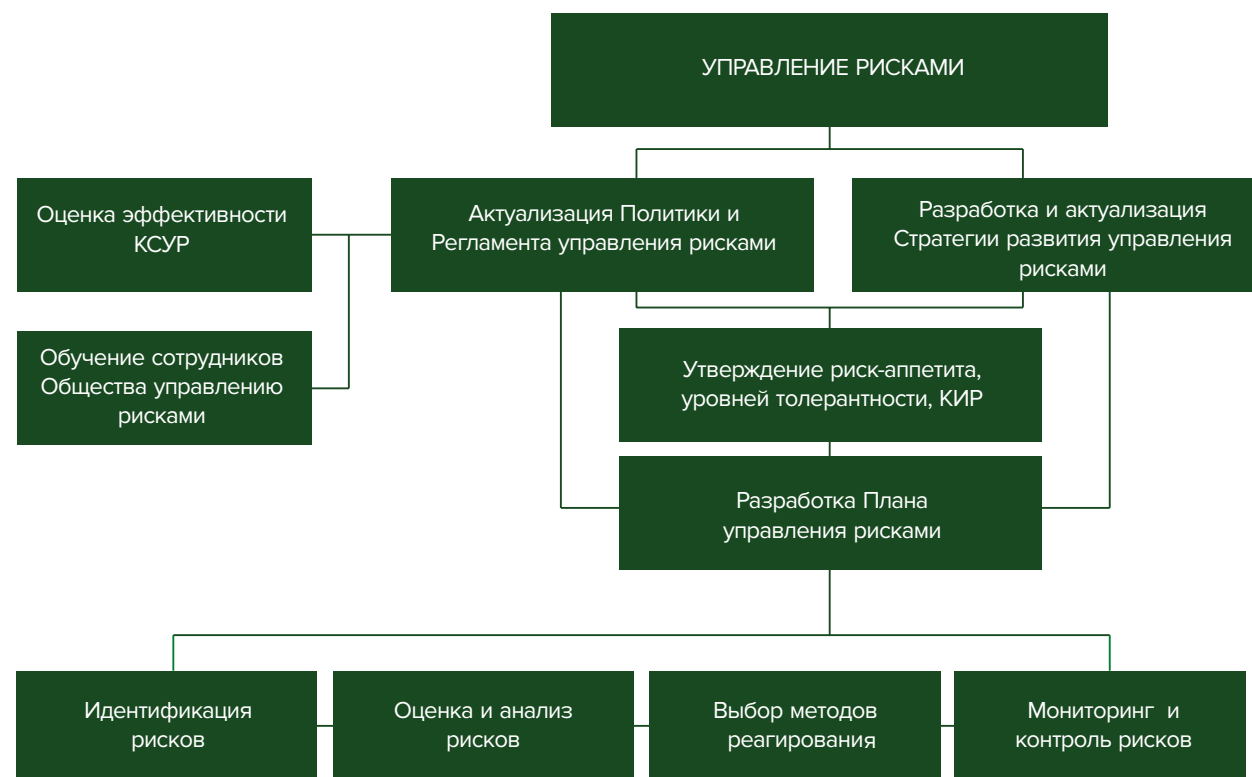 УПРАВЛЕНИЕ РИСКАМИ
Оценка эффективности
КСУР
Актуализация Политики и
Регламента управления рисками
Разработка и актуализация
Стратегии развития управления
рисками
Обучение сотрудников
Общества управлению
рисками
Утверждение риск-аппетита,
уровней толерантности, КИР
Разработка Плана
управления рисками
Идентификация
рисков
Оценка и анализ
рисков
Выбор методов
реагирования
Мониторинг и
контроль рисков